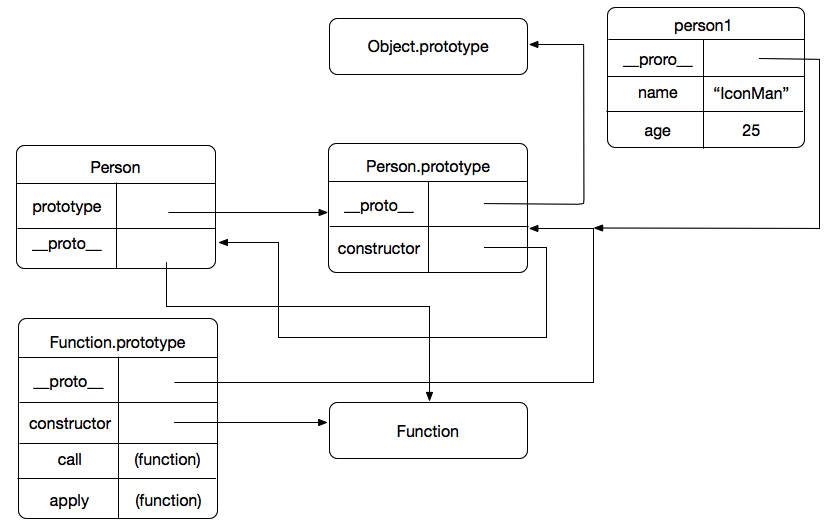 Object.prototype
person1
__proro__
name "IconMan"
age 25
Person
prototype
__proto__
Person.prototype
__proto__
constructor
Function.prototype
__proto__
constructor
call (function)
apply (function)
Function